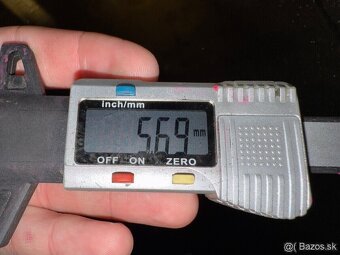 inch/mm
5.69 mm
OFF ON ZERO
© Bazos.sk